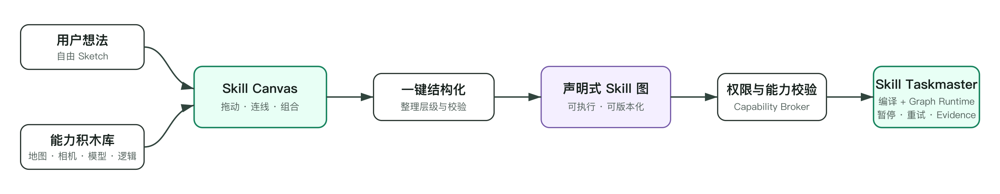 用户想法
自由 Sketch
能力积木库
地图 · 相机 · 模型 · 逻辑
Skill Canvas
拖动 · 连线 · 组合
一键结构化
整理层级与校验
声明式 Skill 图
可执行 · 可版本化
权限与能力校验
Capability Broker
Skill Taskmaster
编译 + Graph Runtime
暂停 · 重试 · Evidence